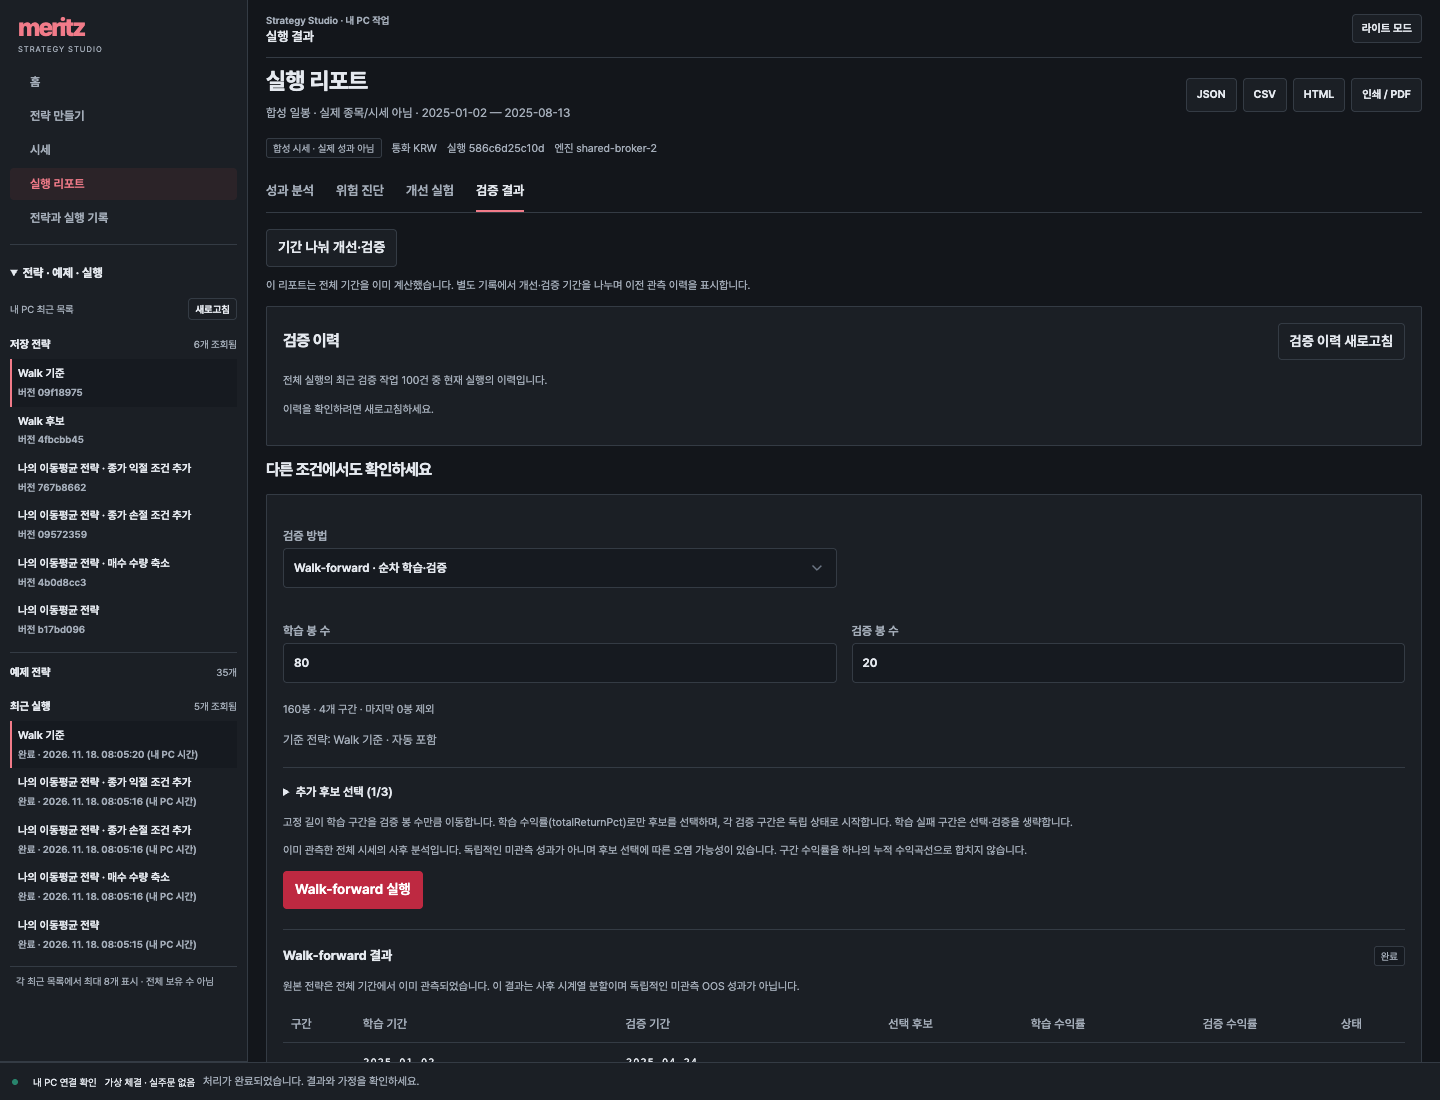 meritz
STRATEGY STUDIO
홈
전략 만들기
시세
실행 리포트
전략과 실행 기록
▼ 전략 · 예제 · 실행
내 PC 최근 목록
새로고침
저장 전략
6개 조회됨
Walk 기준
버전 09f18975
Walk 후보
버전 4fbcbb45
나의 이동평균 전략 · 종가 익절 조건 추가
버전 767b8662
나의 이동평균 전략 · 종가 손절 조건 추가
버전 09572359
나의 이동평균 전략 · 매수 수량 축소
버전 4b0d8cc3
나의 이동평균 전략
버전 b17bd096
예제 전략
35개
최근 실행
5개 조회됨
Walk 기준
완료 · 2026. 11. 18. 08:05:20 (내 PC 시간)
나의 이동평균 전략 · 종가 익절 조건 추가
완료 · 2026. 11. 18. 08:05:16 (내 PC 시간)
나의 이동평균 전략 · 종가 손절 조건 추가
완료 · 2026. 11. 18. 08:05:16 (내 PC 시간)
나의 이동평균 전략 · 매수 수량 축소
완료 · 2026. 11. 18. 08:05:16 (내 PC 시간)
나의 이동평균 전략
완료 · 2026. 11. 18. 08:05:15 (내 PC 시간)
각 최근 목록에서 최대 8개 표시 · 전체 보유 수 아님
Strategy Studio · 내 PC 작업
실행 결과
라이트 모드
실행 리포트
합성 일봉 · 실제 종목/시세 아님 · 2025-01-02 — 2025-08-13
JSON
CSV
HTML
인쇄 / PDF
합성 시세 · 실제 성과 아님
통화 KRW
실행 586c6d25c10d
엔진 shared-broker-2
성과 분석
위험 진단
개선 실험
검증 결과
기간 나눠 개선·검증
이 리포트는 전체 기간을 이미 계산했습니다. 별도 기록에서 개선·검증 기간을 나누며 이전 관측 이력을 표시합니다.
검증 이력
검증 이력 새로고침
전체 실행의 최근 검증 작업 100건 중 현재 실행의 이력입니다.
이력을 확인하려면 새로고침하세요.
다른 조건에서도 확인하세요
검증 방법
Walk-forward · 순차 학습·검증
학습 봉 수
검증 봉 수
80
20
160봉 · 4개 구간 · 마지막 0봉 제외
기준 전략: Walk 기준 · 자동 포함
▶ 추가 후보 선택 (1/3)
고정 길이 학습 구간을 검증 봉 수만큼 이동합니다. 학습 수익률(totalReturnPct)로만 후보를 선택하며, 각 검증 구간은 독립 상태로 시작합니다. 학습 실패 구간은 선택·검증을 생략합니다.
이미 관측한 전체 시세의 사후 분석입니다. 독립적인 미관측 성과가 아니며 후보 선택에 따른 오염 가능성이 있습니다. 구간 수익률을 하나의 누적 수익곡선으로 합치지 않습니다.
Walk-forward 실행
Walk-forward 결과
완료
원본 전략은 전체 기간에서 이미 관측되었습니다. 이 결과는 사후 시계열 분할이며 독립적인 미관측 OOS 성과가 아닙니다.
구간
학습 기간
검증 기간
선택 후보
학습 수익률
검증 수익률
상태
2025-01-02
2025-04-24
내 PC 연결 확인
가상 체결 · 실주문 없음
처리가 완료되었습니다. 결과와 가정을 확인하세요.